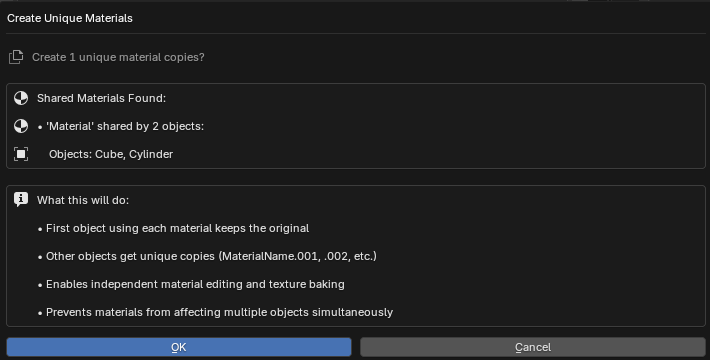 Create Unique Materials
Create 1 unique material copies?
Shared Materials Found:
• 'Material' shared by 2 objects:
Objects: Cube, Cylinder
What this will do:
• First object using each material keeps the original
• Other objects get unique copies (MaterialName.001, .002, etc.)
• Enables independent material editing and texture baking
• Prevents materials from affecting multiple objects simultaneously
OK
Cancel